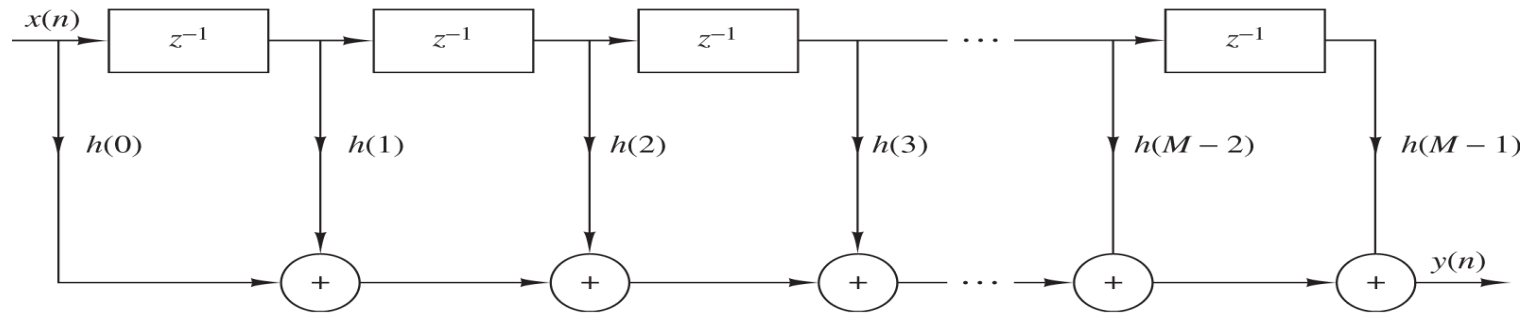 x(n)
z⁻¹ z⁻¹ z⁻¹ ... z⁻¹
h(0) h(1) h(2) h(3) h(M − 2) h(M − 1)
y(n)
+ + + ... + +